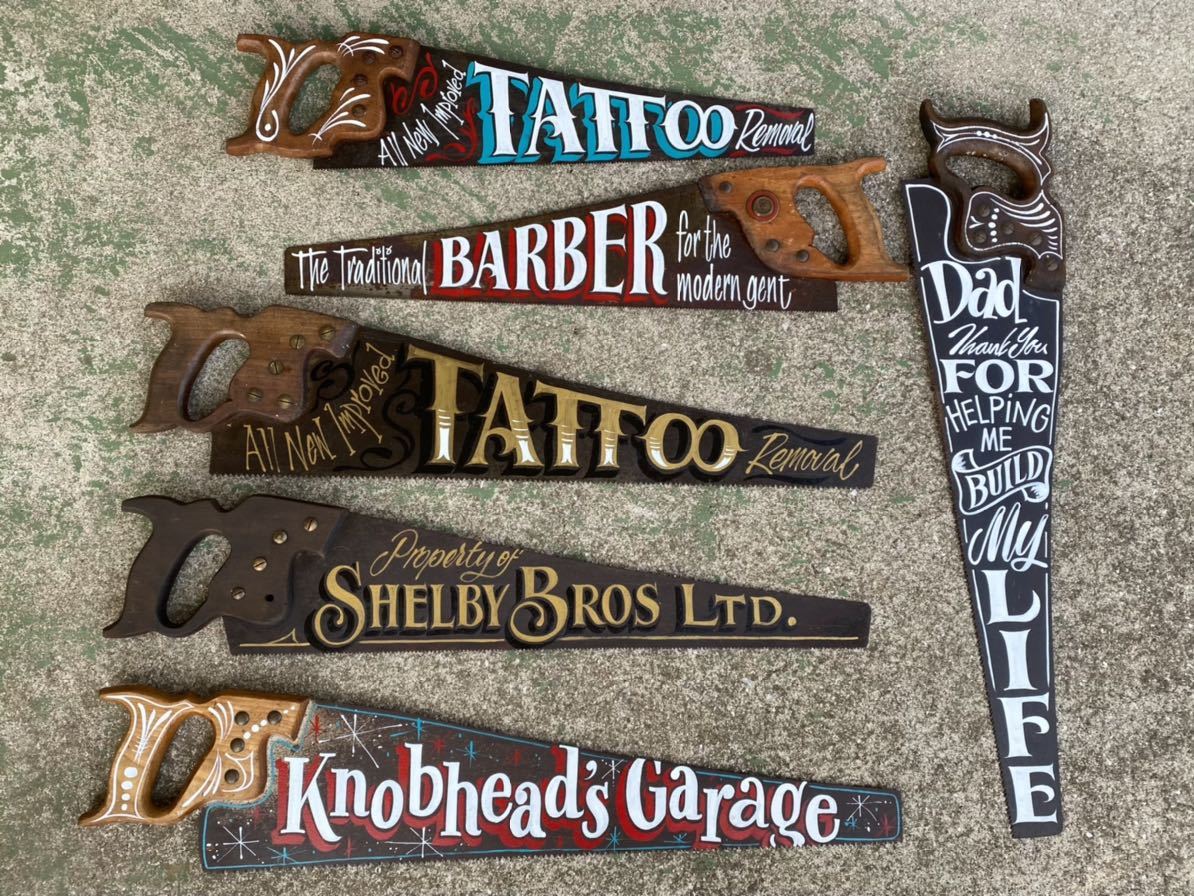 All New Improved TATTOO Removal
The Traditional BARBER for the
modern gent
All New Improved TATTOO Removal
Property of
SHELBY BROS LTD.
Knobhead's Garage
Dad
Thank You
FOR
HELPiNG
ME
BUILD
My
LIFE